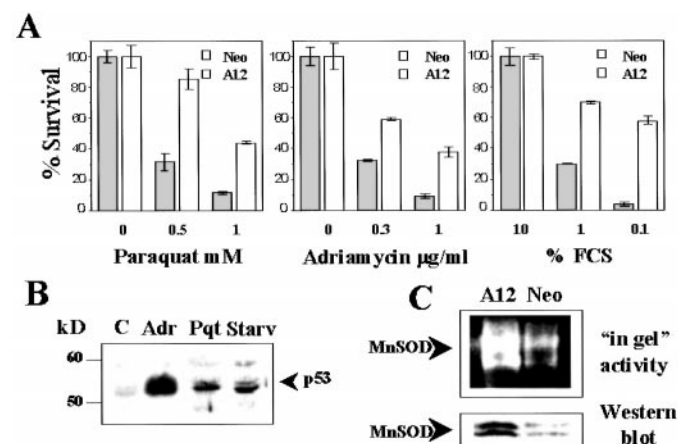 A
% Survival
100
80
60
40
20
0
Neo
A12
0 0.5 1
Paraquat mM
100
80
60
40
20
0
Neo
A12
0 0.3 1
Adriamycin µg/ml
100
80
60
40
20
0
Neo
A12
10 1 0.1
% FCS
B
kD C Adr Pqt Starv
60
50
p53
C
A12 Neo
MnSOD
"in gel"
activity
MnSOD
Western
blot